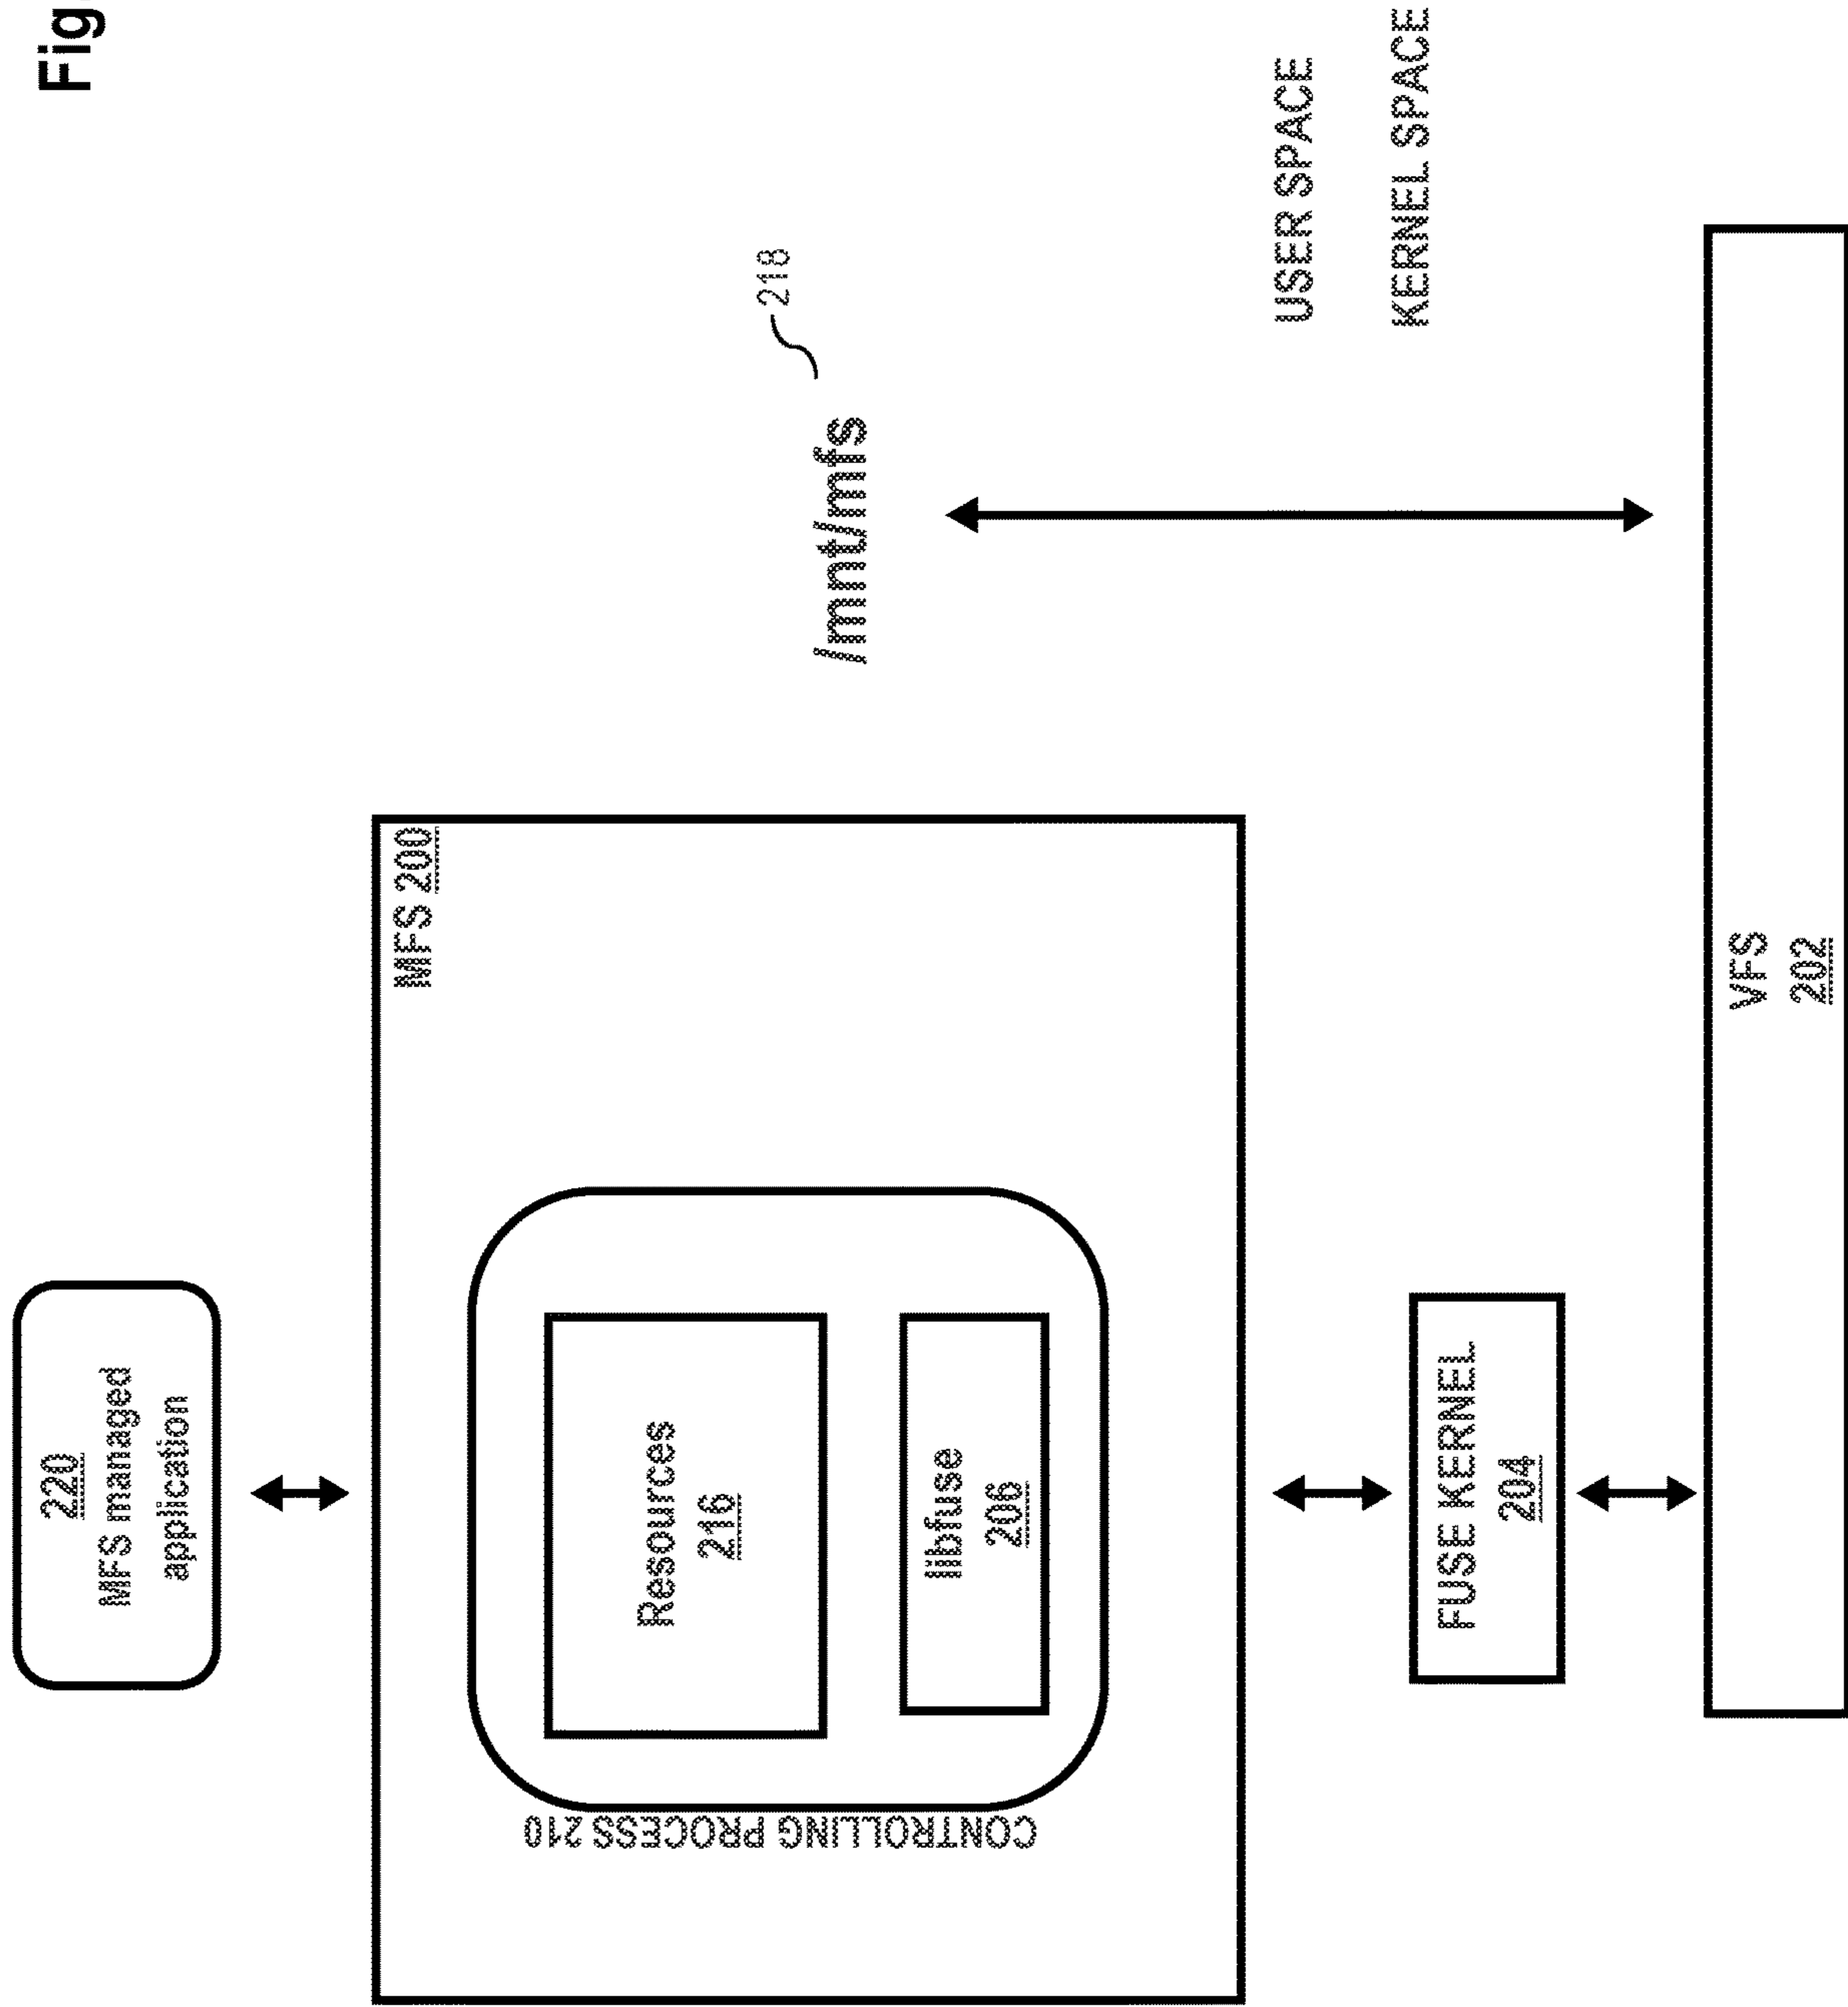 Fig
220
MFS managed
application
MFS 200
CONTROLLING PROCESS 210
Resources
216
libfuse
206
218
/mnt/mfs
USER SPACE
KERNEL SPACE
FUSE KERNEL
204
VFS
202